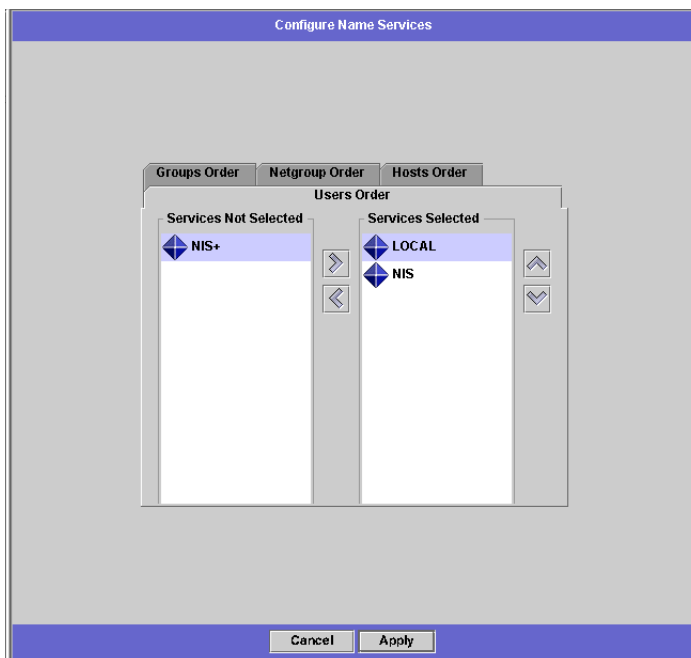 Configure Name Services
Groups Order Netgroup Order Hosts Order
Users Order
Services Not Selected Services Selected
NIS+ LOCAL
NIS
Cancel Apply